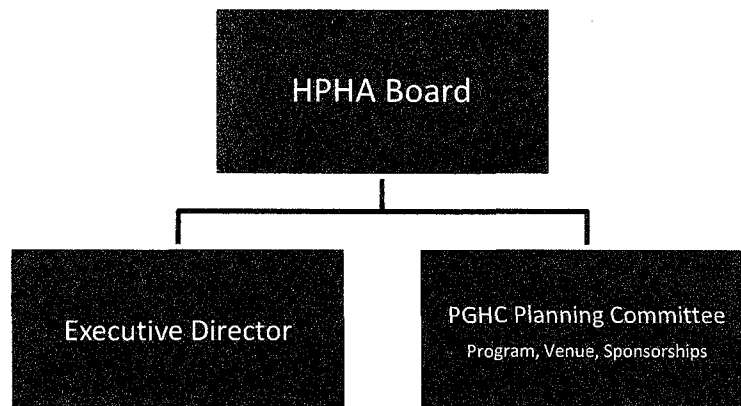 HPHA Board
Executive Director
PGHC Planning Committee
Program, Venue, Sponsorships